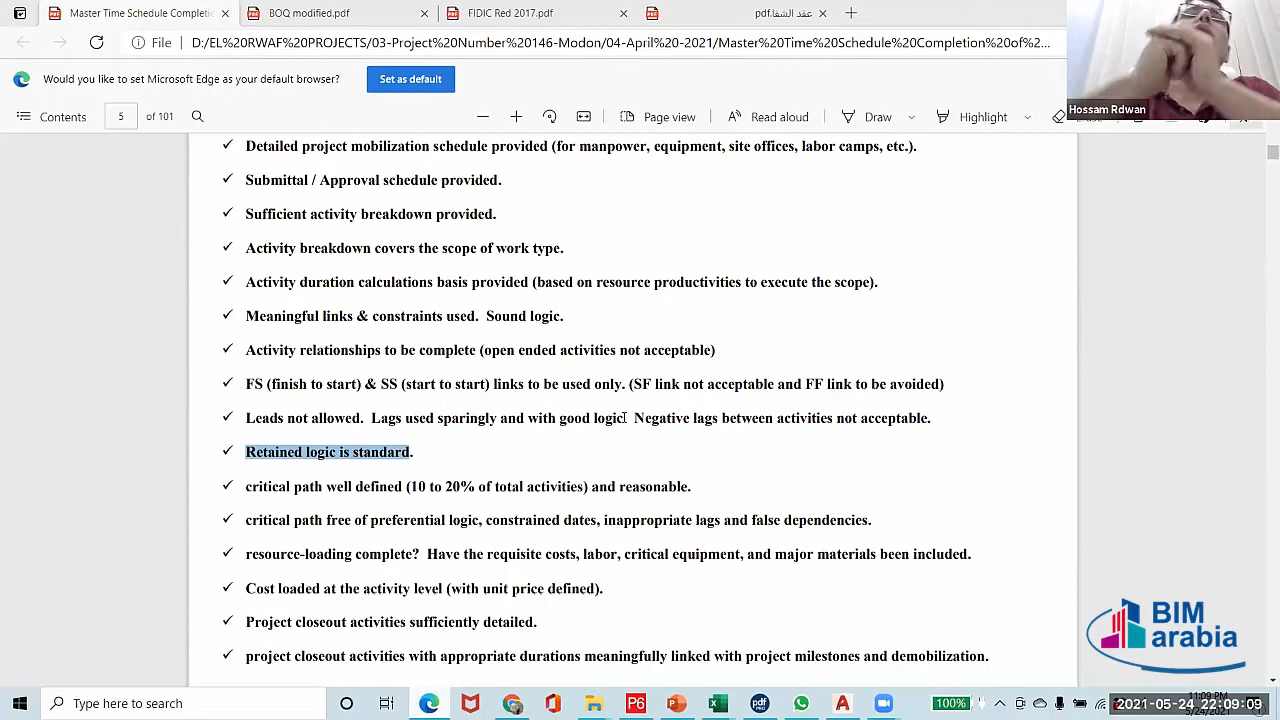 Master Time Schedule Completi
BOQ modified.pdf
FIDIC Red 2017.pdf
عقد الشفا.pdf
File
D:/EL%20RWAF%20PROJECTS/03-Project%20Number%20146-Modon/04-April%20-2021/Master%20Time%20Schedule%20Completion%20of%2...
Would you like to set Microsoft Edge as your default browser?
Set as default
Hossam Rdwan
Contents
5
of 101
Page view
Read aloud
Draw
Highlight
Detailed project mobilization schedule provided (for manpower, equipment, site offices, labor camps, etc.).
Submittal / Approval schedule provided.
Sufficient activity breakdown provided.
Activity breakdown covers the scope of work type.
Activity duration calculations basis provided (based on resource productivities to execute the scope).
Meaningful links & constraints used. Sound logic.
Activity relationships to be complete (open ended activities not acceptable)
FS (finish to start) & SS (start to start) links to be used only. (SF link not acceptable and FF link to be avoided)
Leads not allowed. Lags used sparingly and with good logic. Negative lags between activities not acceptable.
Retained logic is standard.
critical path well defined (10 to 20% of total activities) and reasonable.
critical path free of preferential logic, constrained dates, inappropriate lags and false dependencies.
resource-loading complete? Have the requisite costs, labor, critical equipment, and major materials been included.
Cost loaded at the activity level (with unit price defined).
Project closeout activities sufficiently detailed.
project closeout activities with appropriate durations meaningfully linked with project milestones and demobilization.
BIM
arabia
Type here to search
P6
100%
11:09 PM
2021-05-24 22:09:09